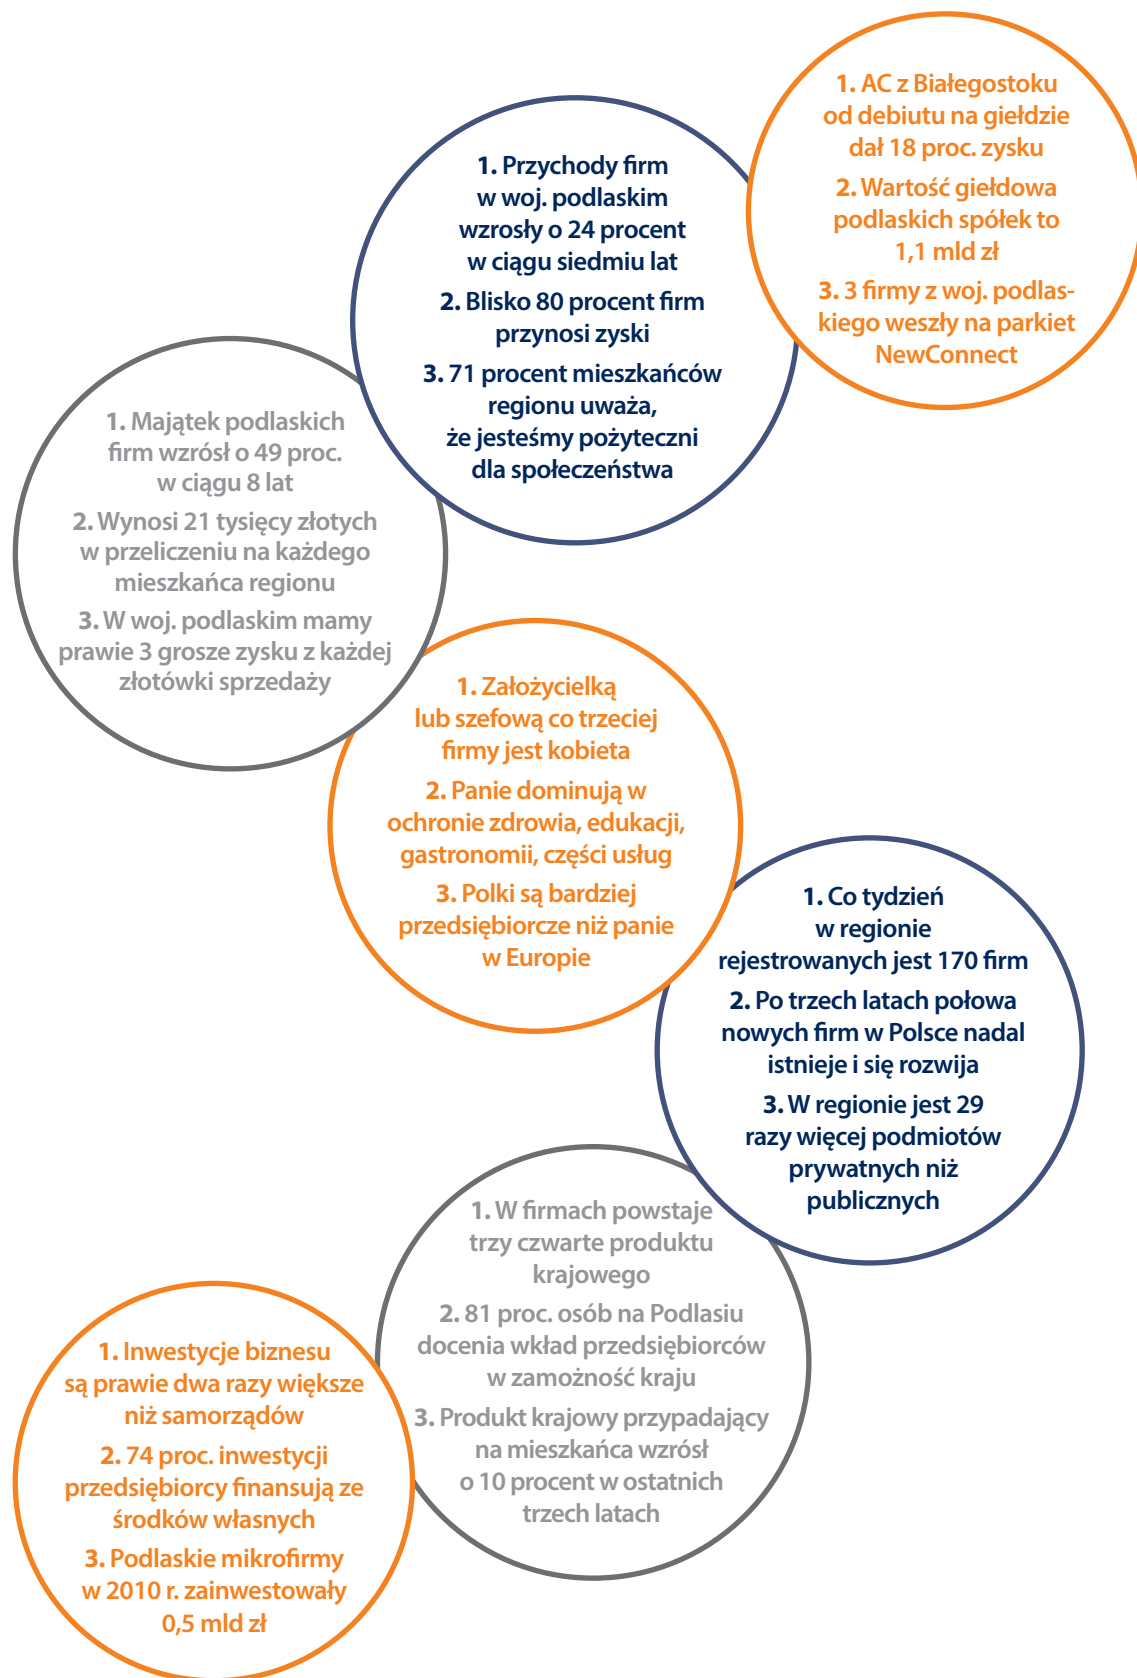 1. AC z Białegostoku
od debiutu na giełdzie
dał 18 proc. zysku
2. Wartość giełdowa
podlaskich spółek to
1,1 mld zł
3. 3 firmy z woj. podlas-
kiego weszły na parkiet
NewConnect
1. Przychody firm
w woj. podlaskim
wzrosły o 24 procent
w ciągu siedmiu lat
2. Blisko 80 procent firm
przynosi zyski
3. 71 procent mieszkańców
regionu uważa,
że jesteśmy pożyteczni
dla społeczeństwa
1. Majątek podlaskich
firm wzrósł o 49 proc.
w ciągu 8 lat
2. Wynosi 21 tysięcy złotych
w przeliczeniu na każdego
mieszkańca regionu
3. W woj. podlaskim mamy
prawie 3 grosze zysku z każdej
złotówki sprzedaży
1. Założycielką
lub szefową co trzeciej
firmy jest kobieta
2. Panie dominują w
ochronie zdrowia, edukacji,
gastronomii, części usług
3. Polki są bardziej
przedsiębiorcze niż panie
w Europie
1. Co tydzień
w regionie
rejestrowanych jest 170 firm
2. Po trzech latach połowa
nowych firm w Polsce nadal
istnieje i się rozwija
3. W regionie jest 29
razy więcej podmiotów
prywatnych niż
publicznych
1. W firmach powstaje
trzy czwarte produktu
krajowego
2. 81 proc. osób na Podlasiu
docenia wkład przedsiębiorców
w zamożność kraju
3. Produkt krajowy przypadający
na mieszkańca wzrósł
o 10 procent w ostatnich
trzech latach
1. Inwestycje biznesu
są prawie dwa razy większe
niż samorządów
2. 74 proc. inwestycji
przedsiębiorcy finansują ze
środków własnych
3. Podlaskie mikrofirmy
w 2010 r. zainwestowały
0,5 mld zł